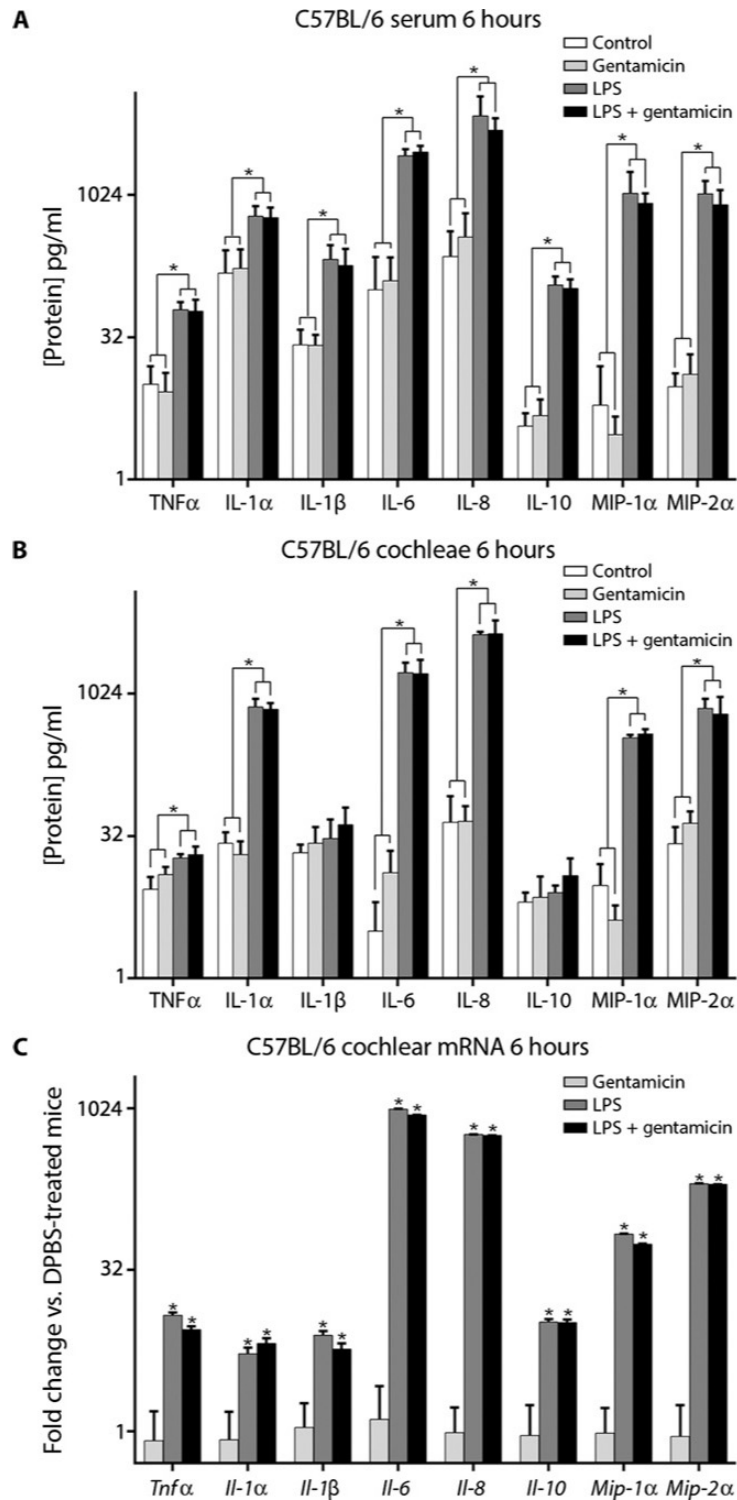 A
C57BL/6 serum 6 hours
Control
Gentamicin
LPS
LPS + gentamicin
[Protein] pg/ml
1024
32
1
* * * * * * * *
TNFα IL-1α IL-1β IL-6 IL-8 IL-10 MIP-1α MIP-2α
B
C57BL/6 cochleae 6 hours
Control
Gentamicin
LPS
LPS + gentamicin
[Protein] pg/ml
1024
32
1
* * * * * *
TNFα IL-1α IL-1β IL-6 IL-8 IL-10 MIP-1α MIP-2α
C
C57BL/6 cochlear mRNA 6 hours
Gentamicin
LPS
LPS + gentamicin
Fold change vs. DPBS-treated mice
1024
32
1
* * * * * * * * * * * * * * * *
Tnfα Il-1α Il-1β Il-6 Il-8 Il-10 Mip-1α Mip-2α